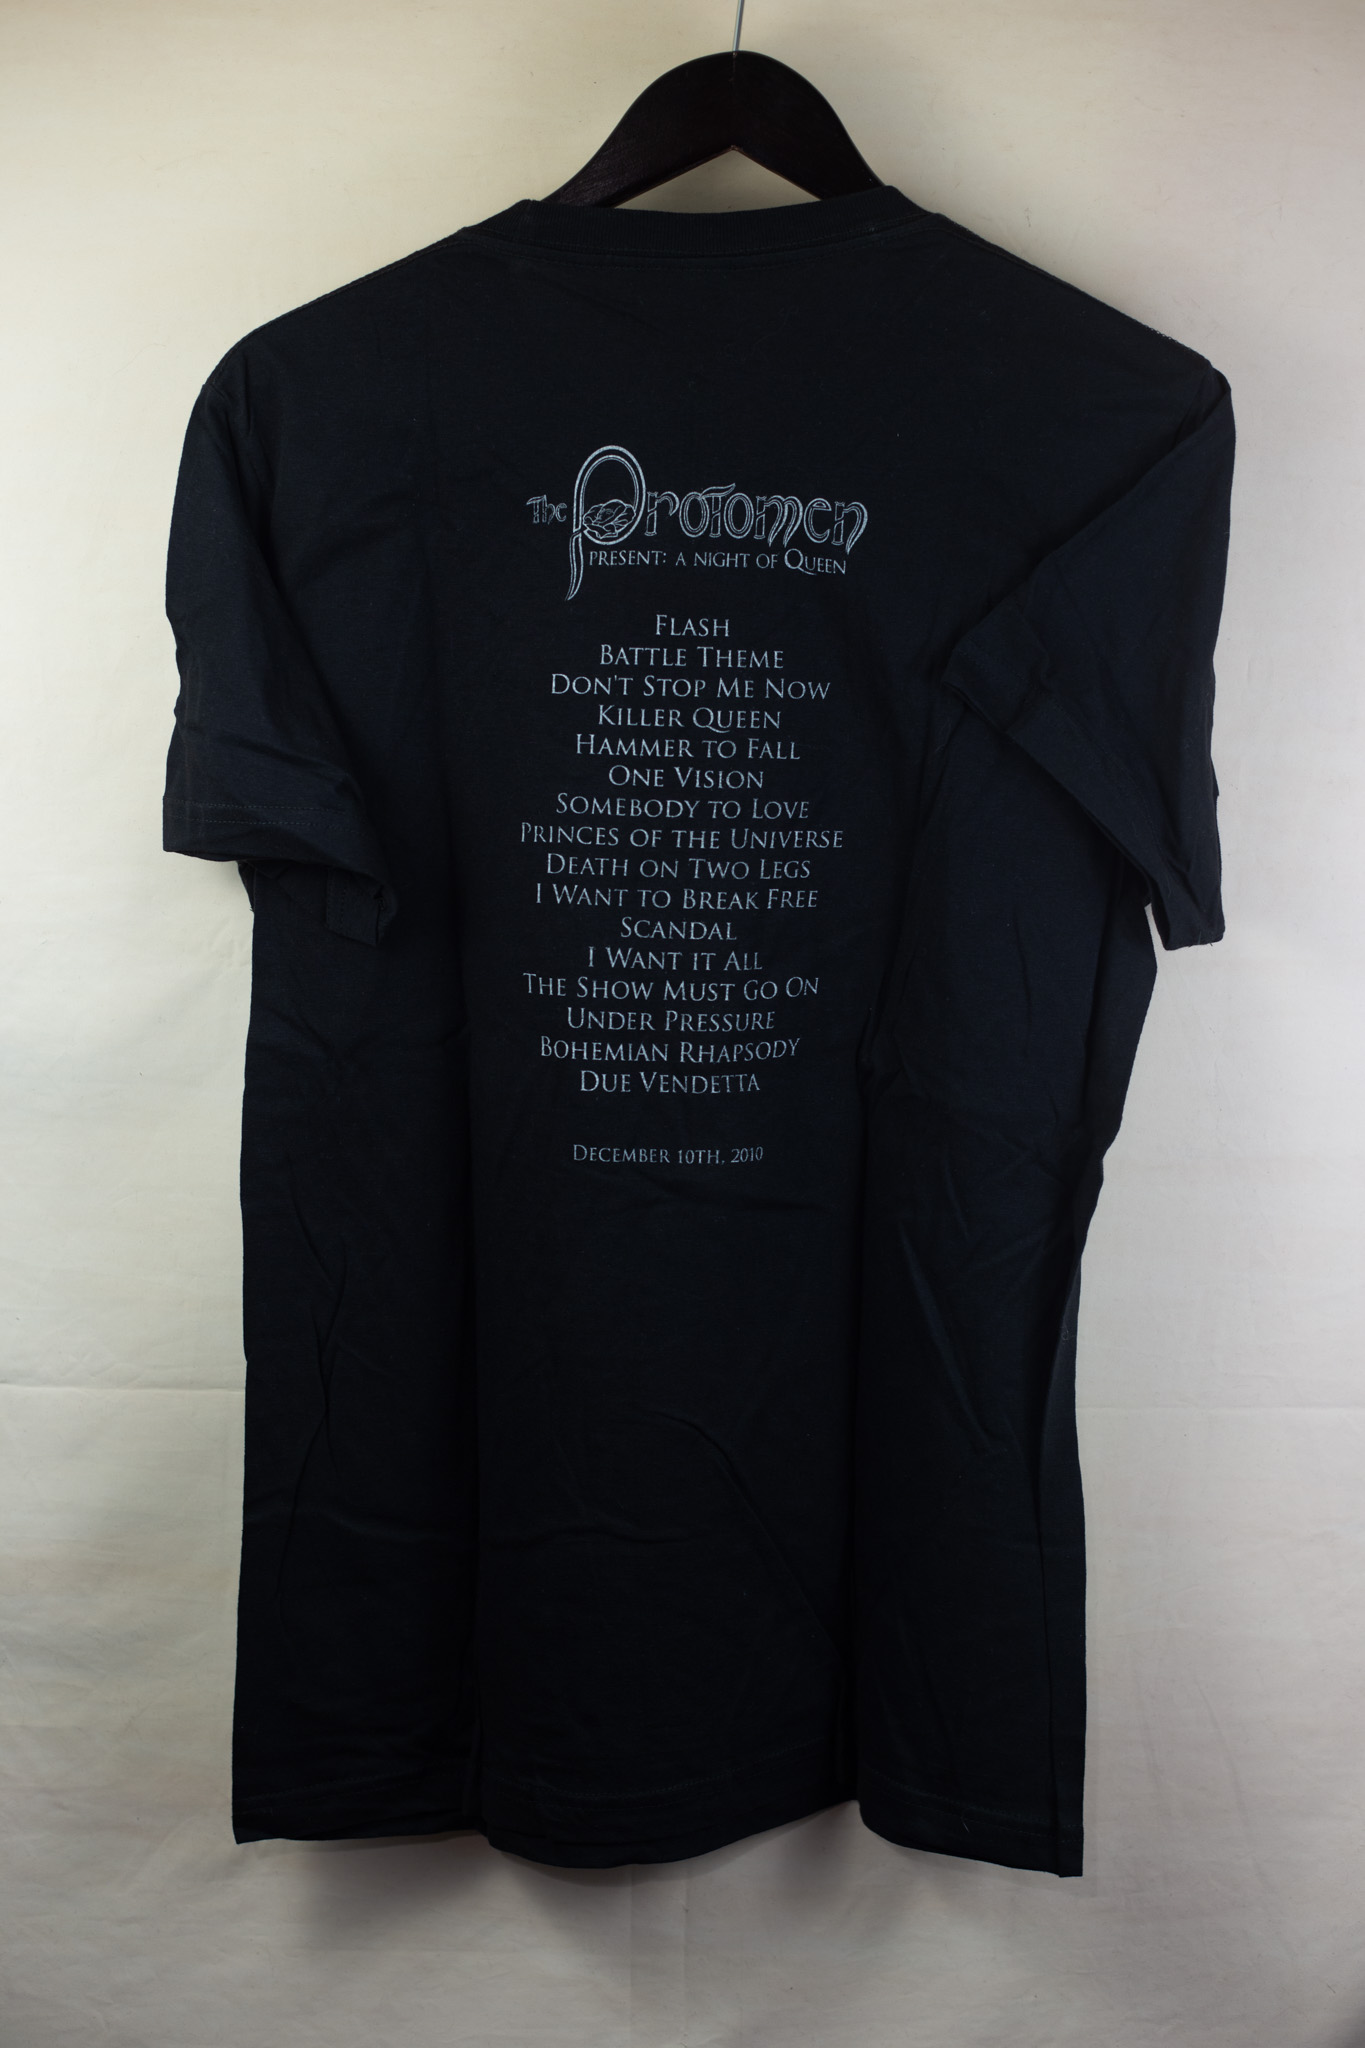 The Protomen
PRESENT: A NIGHT OF QUEEN
FLASH
BATTLE THEME
DON'T STOP ME NOW
KILLER QUEEN
HAMMER TO FALL
ONE VISION
SOMEBODY TO LOVE
PRINCES OF THE UNIVERSE
DEATH ON TWO LEGS
I WANT TO BREAK FREE
SCANDAL
I WANT IT ALL
THE SHOW MUST GO ON
UNDER PRESSURE
BOHEMIAN RHAPSODY
DUE VENDETTA
DECEMBER 10TH, 2010